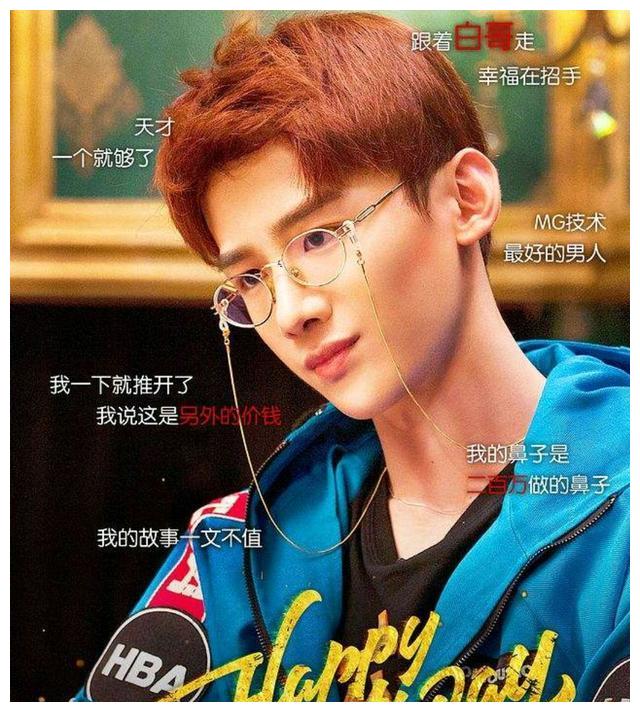 跟着白哥走
幸福在招手
天才
一个就够了
MG技术
最好的男人
我一下就推开了
我说这是另外的价钱
我的鼻子是
三百万做的鼻子
我的故事一文不值
HBA
Happy
Day